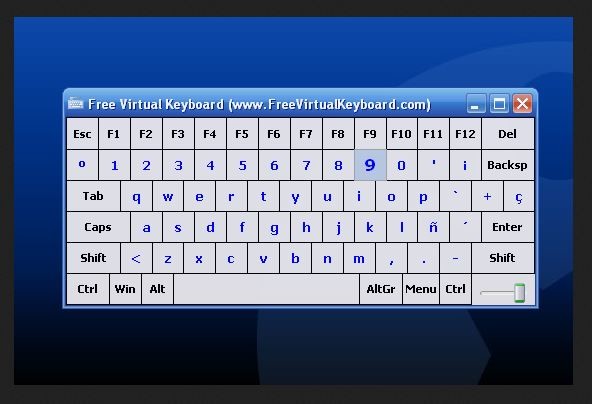 Free Virtual Keyboard (www.FreeVirtualKeyboard.com)
Esc F1 F2 F3 F4 F5 F6 F7 F8 F9 F10 F11 F12 Del
º 1 2 3 4 5 6 7 8 9 0 ' ¡ Backsp
Tab q w e r t y u i o p ` + ç
Caps a s d f g h j k l ñ ´ Enter
Shift < z x c v b n m , . - Shift
Ctrl Win Alt AltGr Menu Ctrl